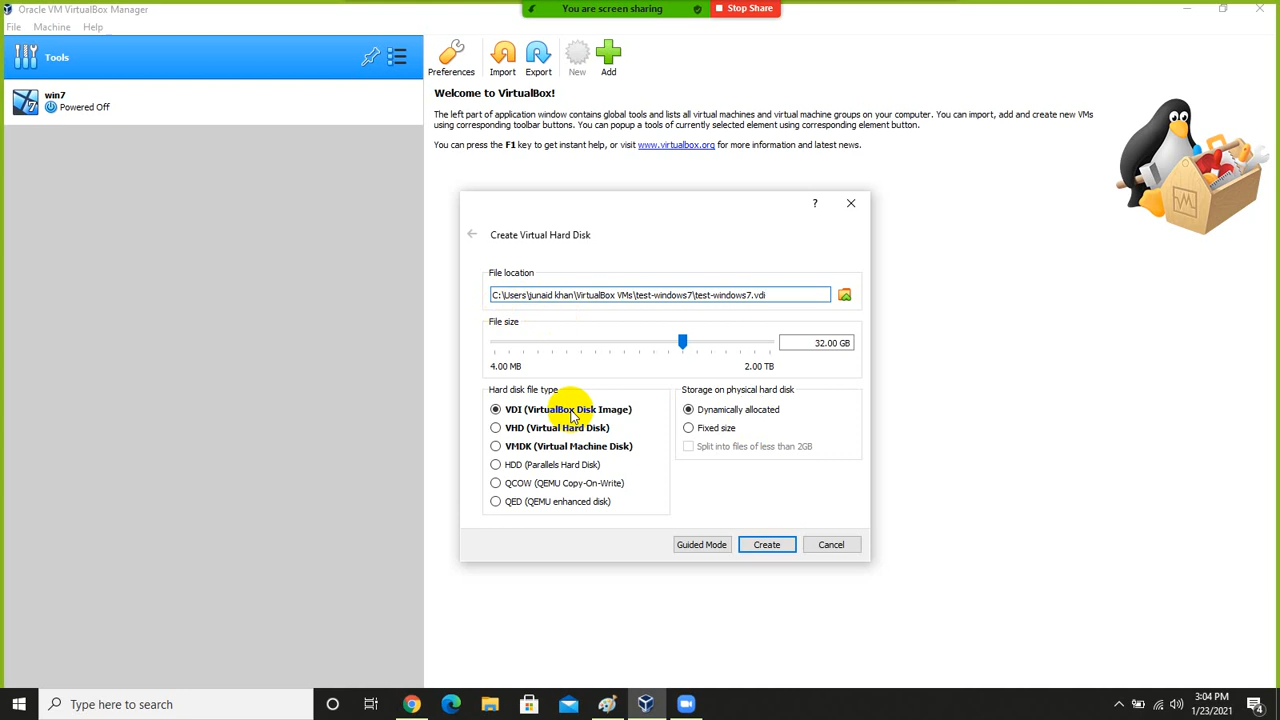 Oracle VM VirtualBox Manager
You are screen sharing
Stop Share
File Machine Help
Tools
Preferences Import Export New Add
win7
Powered Off
Welcome to VirtualBox!
The left part of application window contains global tools and lists all virtual machines and virtual machine groups on your computer. You can import, add and create new VMs
using corresponding toolbar buttons. You can popup a tools of currently selected element using corresponding element button.
You can press the F1 key to get instant help, or visit www.virtualbox.org for more information and latest news.
?
Create Virtual Hard Disk
File location
C:\Users\junaid khan\VirtualBox VMs\test-windows7\test-windows7.vdi
File size
32.00 GB
4.00 MB 2.00 TB
Hard disk file type
VDI (VirtualBox Disk Image)
VHD (Virtual Hard Disk)
VMDK (Virtual Machine Disk)
HDD (Parallels Hard Disk)
QCOW (QEMU Copy-On-Write)
QED (QEMU enhanced disk)
Storage on physical hard disk
Dynamically allocated
Fixed size
Split into files of less than 2GB
Guided Mode Create Cancel
Type here to search
3:04 PM
1/23/2021
4